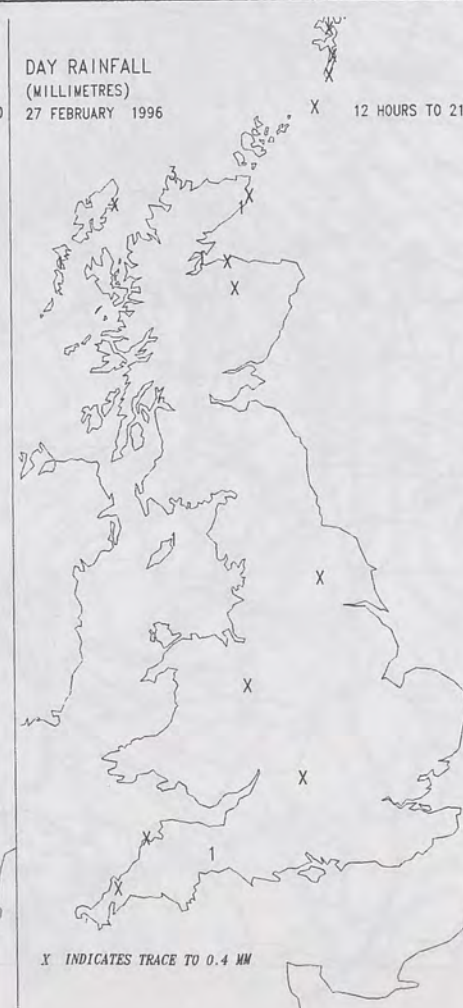 DAY RAINFALL
(MILLIMETRES)
27 FEBRUARY 1996
12 HOURS TO 21
X
X
X
X
3
X
X
1
X
X
X
X
X
X
1
X
X INDICATES TRACE TO 0.4 MM